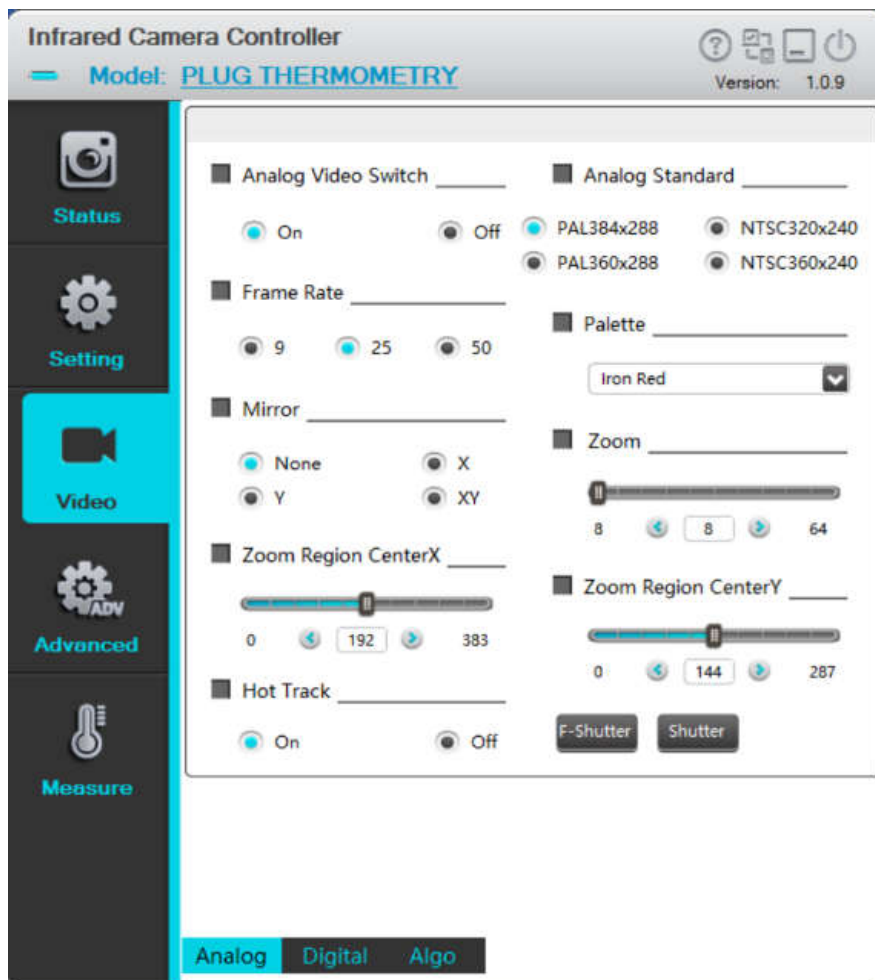 Infrared Camera Controller
Model: PLUG THERMOMETRY
Version: 1.0.9
Status
Setting
Video
ADV
Advanced
Measure
Analog Video Switch
On Off
Frame Rate
9 25 50
Mirror
None X
Y XY
Zoom Region CenterX
0 192 383
Hot Track
On Off
Analog Standard
PAL384x288 NTSC320x240
PAL360x288 NTSC360x240
Palette
Iron Red
Zoom
8 8 64
Zoom Region CenterY
0 144 287
F-Shutter Shutter
Analog Digital Algo